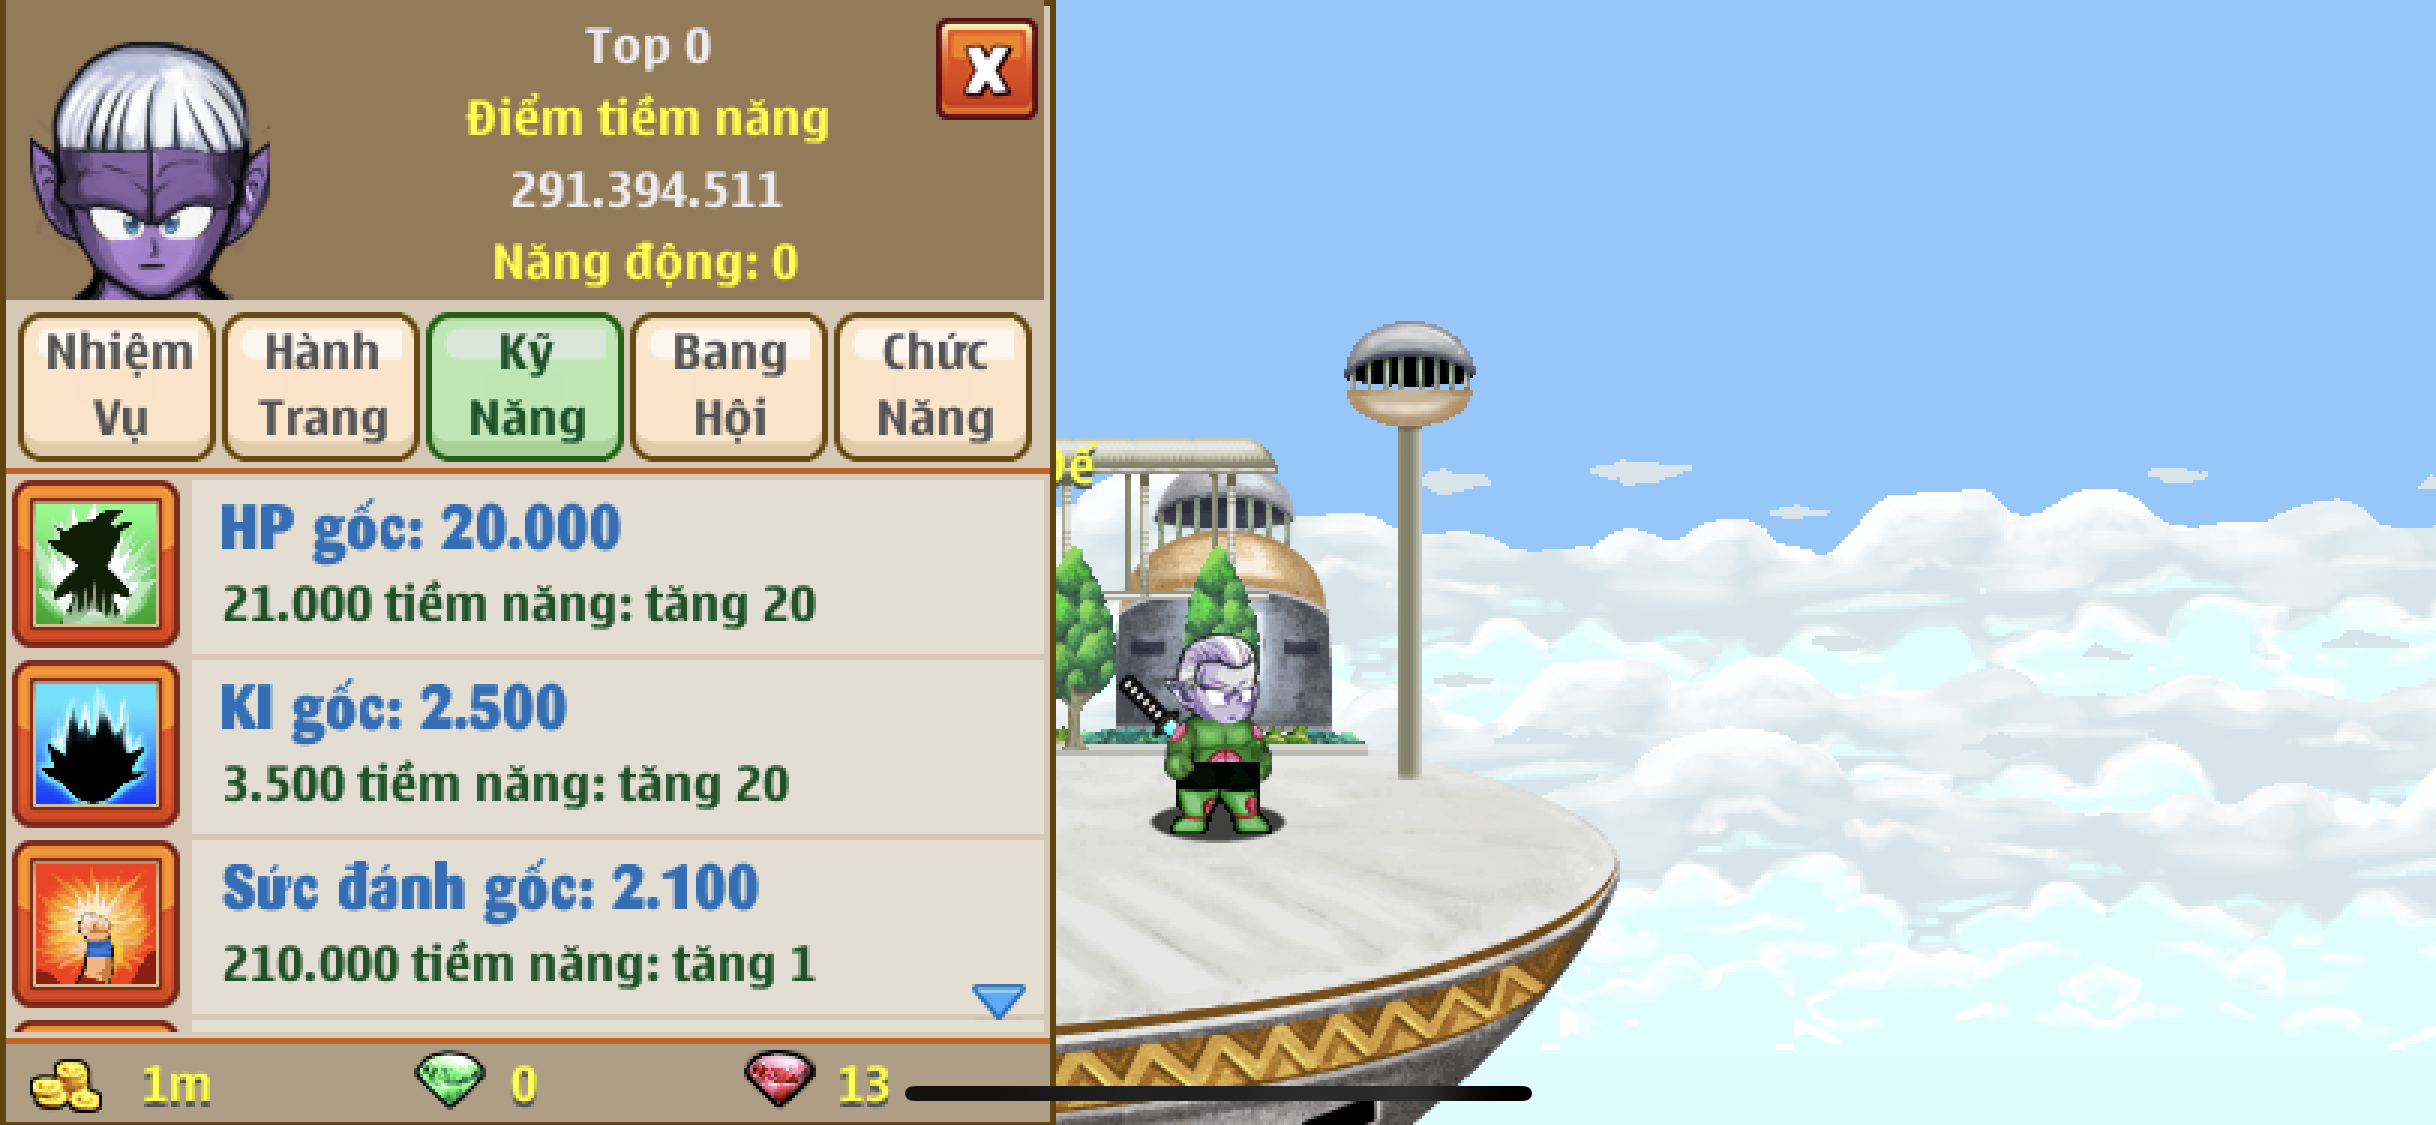 Top 0
Điểm tiềm năng
291.394.511
Năng động: 0
Nhiệm Vụ
Hành Trang
Kỹ Năng
Bang Hội
Chức Năng
HP gốc: 20.000
21.000 tiềm năng: tăng 20
KI gốc: 2.500
3.500 tiềm năng: tăng 20
Sức đánh gốc: 2.100
210.000 tiềm năng: tăng 1
1m
0
13